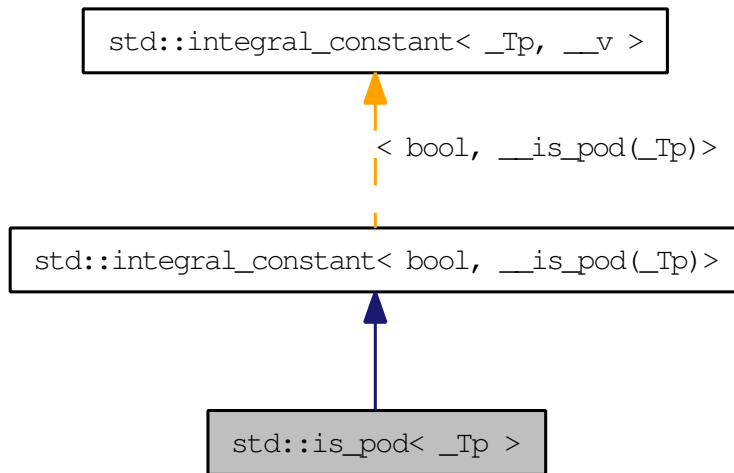 std::integral_constant< _Tp, __v >
< bool, __is_pod(_Tp)>
std::integral_constant< bool, __is_pod(_Tp)>
std::is_pod< _Tp >